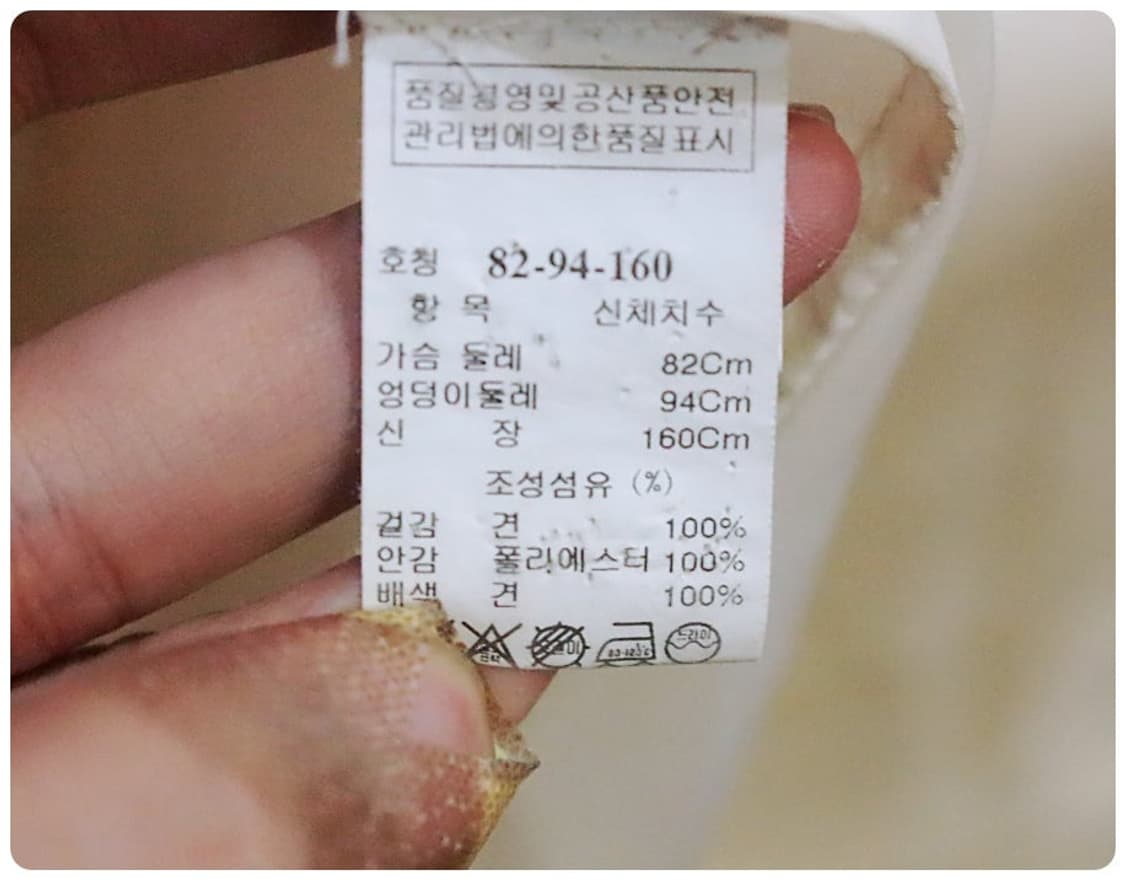 품질경영및공산품안전
관리법에의한품질표시
호칭 82-94-160
항 목 신체치수
가슴 둘레 82Cm
엉덩이둘레 94Cm
신 장 160Cm
조성섬유 (%)
겉감 견 100%
안감 폴리에스터 100%
배색 견 100%
드라이